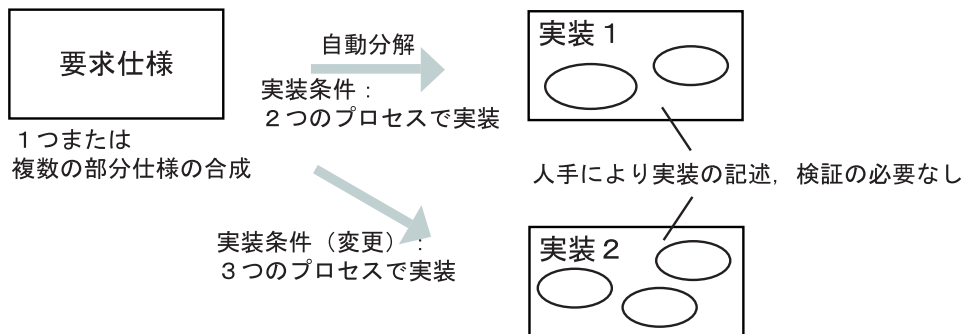 要求仕様
1つまたは
複数の部分仕様の合成
自動分解
実装条件:
2つのプロセスで実装
実装条件(変更):
3つのプロセスで実装
実装1
人手により実装の記述,検証の必要なし
実装2